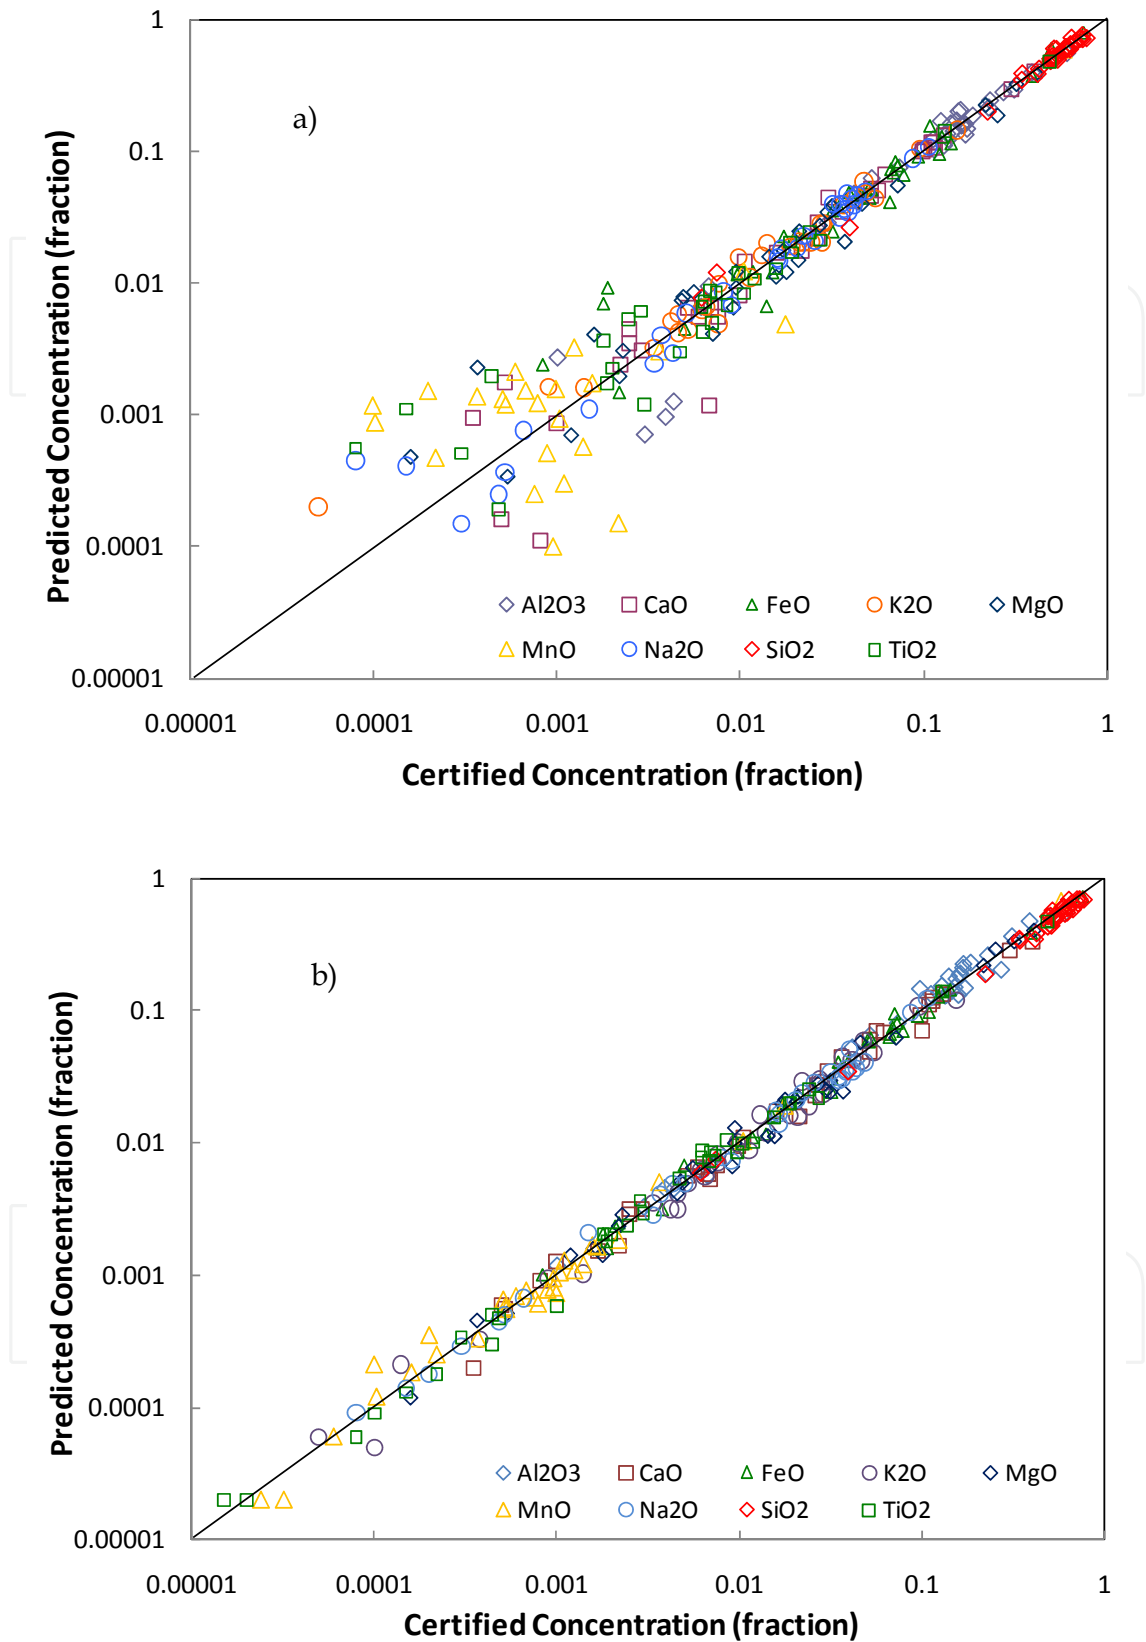 1
a)
0.1
0.01
0.001
0.0001
0.00001
Predicted Concentration (fraction)
Al2O3 CaO FeO K2O MgO
MnO Na2O SiO2 TiO2
0.00001 0.0001 0.001 0.01 0.1 1
Certified Concentration (fraction)
1
b)
0.1
0.01
0.001
0.0001
0.00001
Predicted Concentration (fraction)
Al2O3 CaO FeO K2O MgO
MnO Na2O SiO2 TiO2
0.00001 0.0001 0.001 0.01 0.1 1
Certified Concentration (fraction)